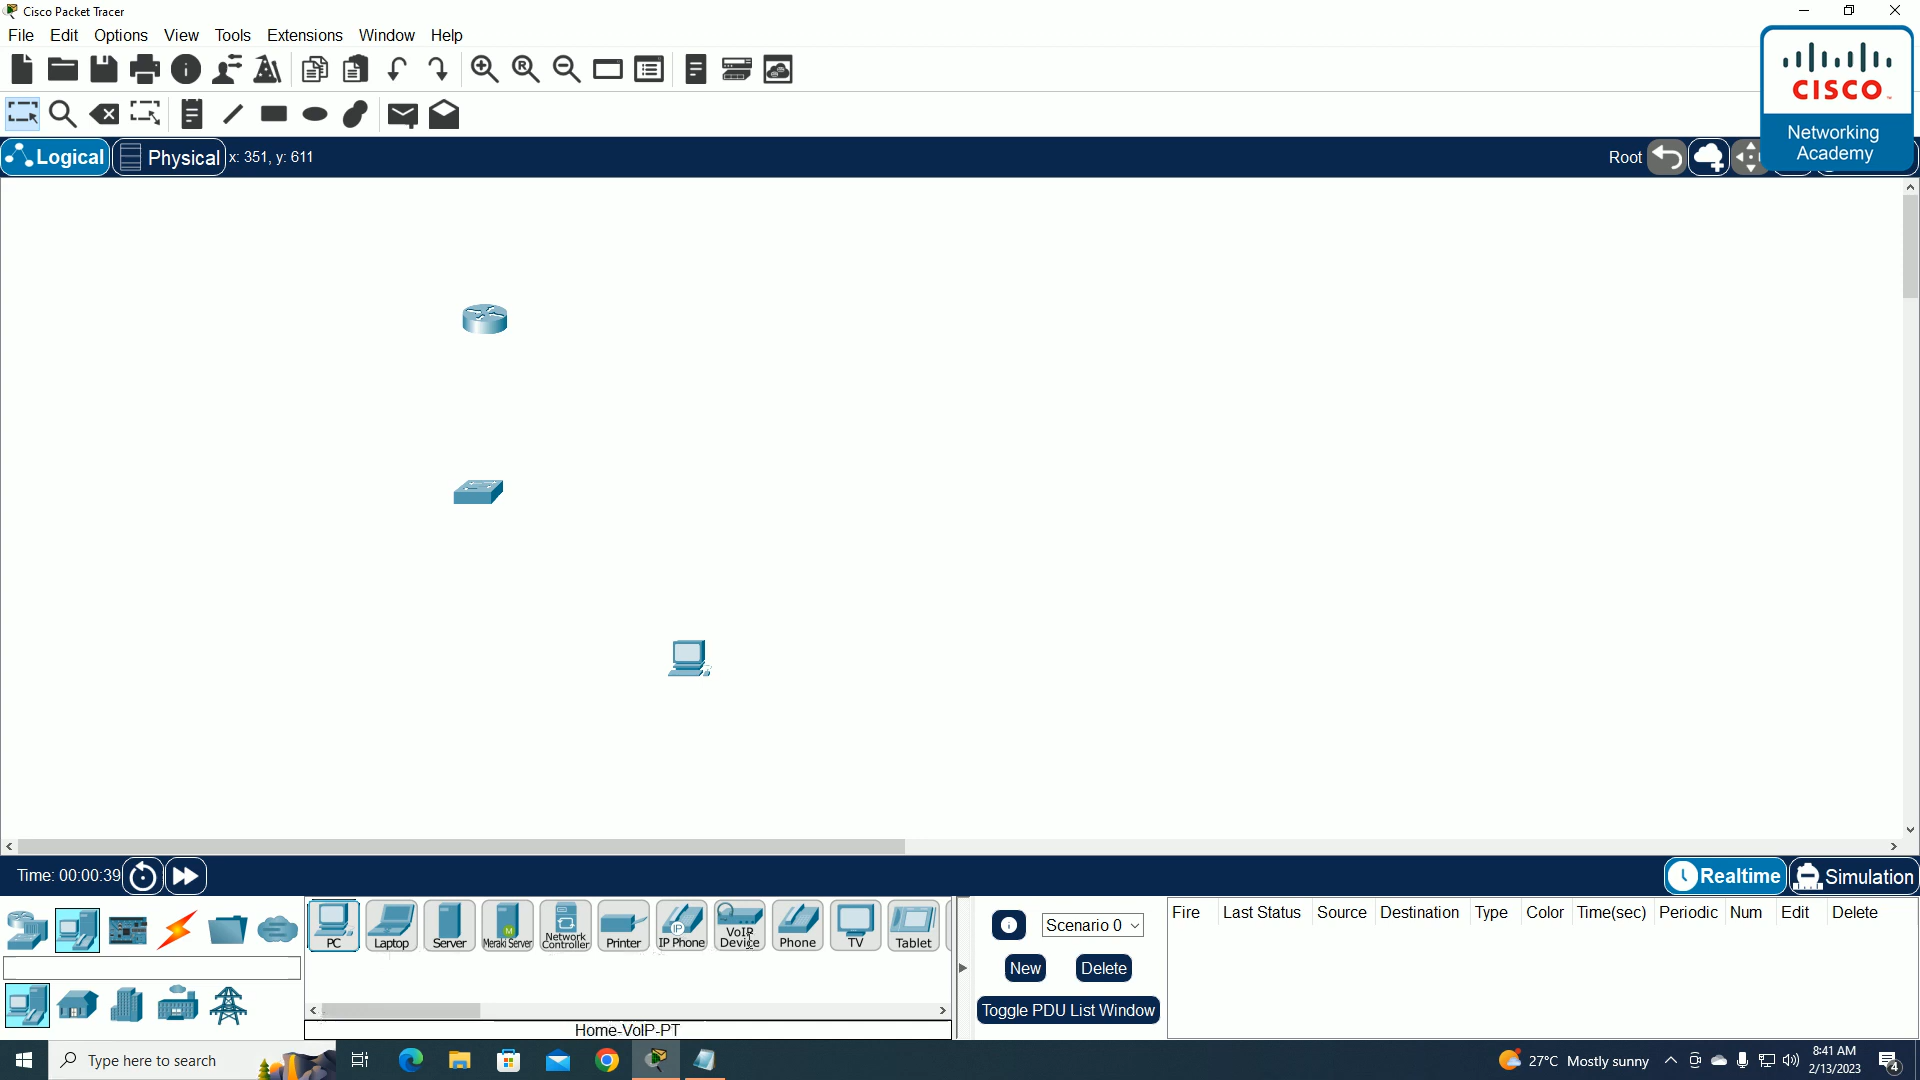 Cisco Packet Tracer
File Edit Options View Tools Extensions Window Help
CISCO
Networking
Academy
Logical Physical x: 351, y: 611 Root
Time: 00:00:39 Realtime Simulation
PC Laptop Server Meraki Server Network Controller Printer IP Phone VoIP Device Phone TV Tablet
Home-VoIP-PT
Scenario 0
New Delete
Toggle PDU List Window
Fire Last Status Source Destination Type Color Time(sec) Periodic Num Edit Delete
Type here to search
27°C Mostly sunny
8:41 AM
2/13/2023
4